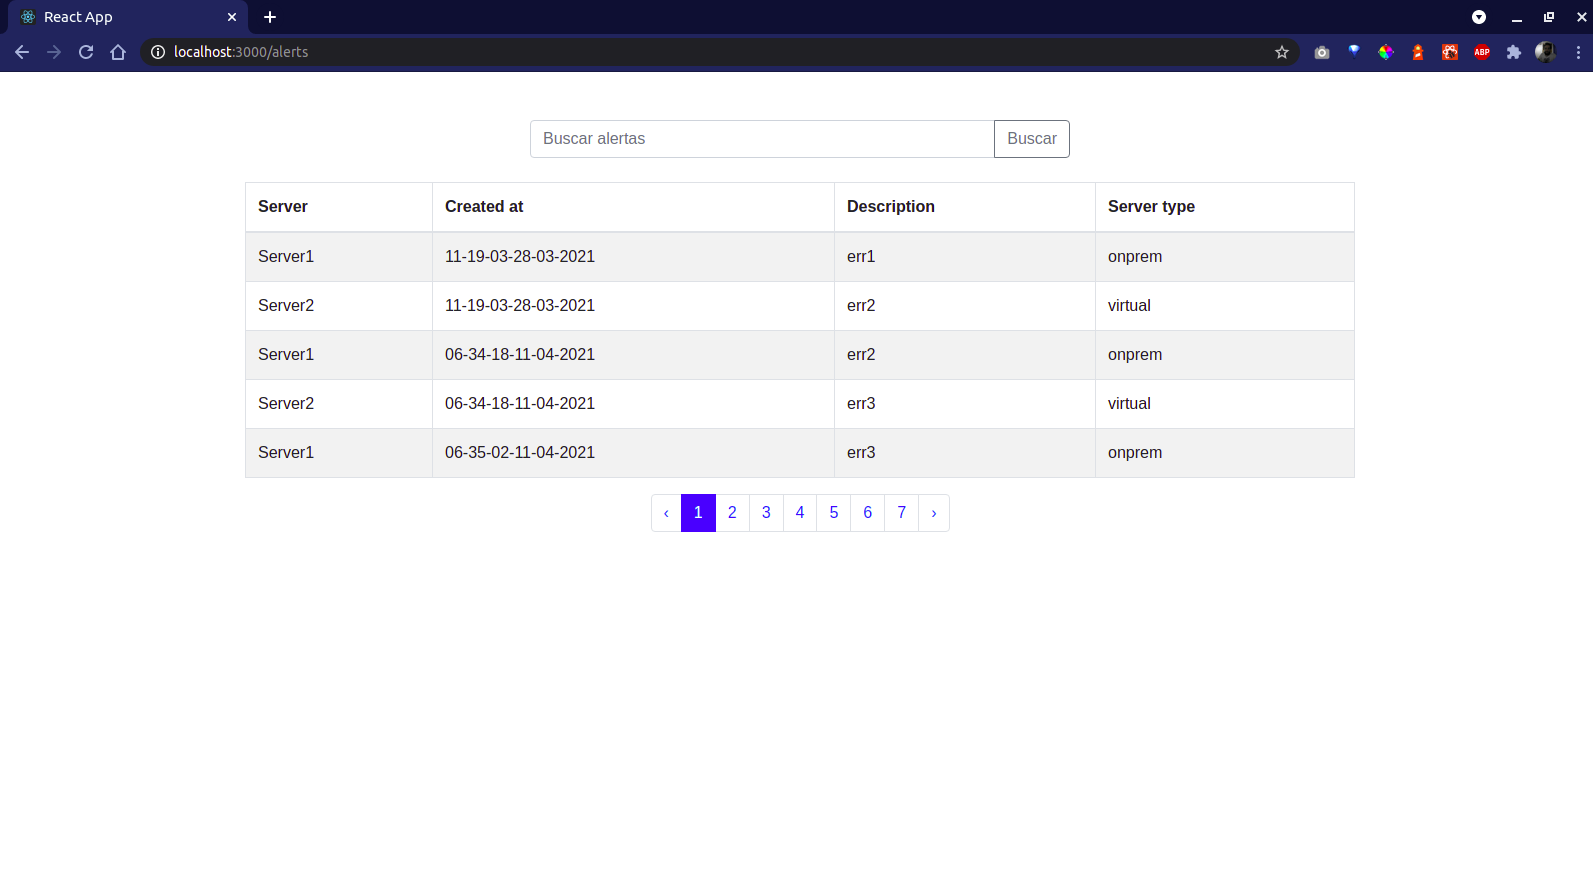 React App
localhost:3000/alerts
ABP
Buscar alertas Buscar
Server Created at Description Server type
Server1 11-19-03-28-03-2021 err1 onprem
Server2 11-19-03-28-03-2021 err2 virtual
Server1 06-34-18-11-04-2021 err2 onprem
Server2 06-34-18-11-04-2021 err3 virtual
Server1 06-35-02-11-04-2021 err3 onprem
‹ 1 2 3 4 5 6 7 ›